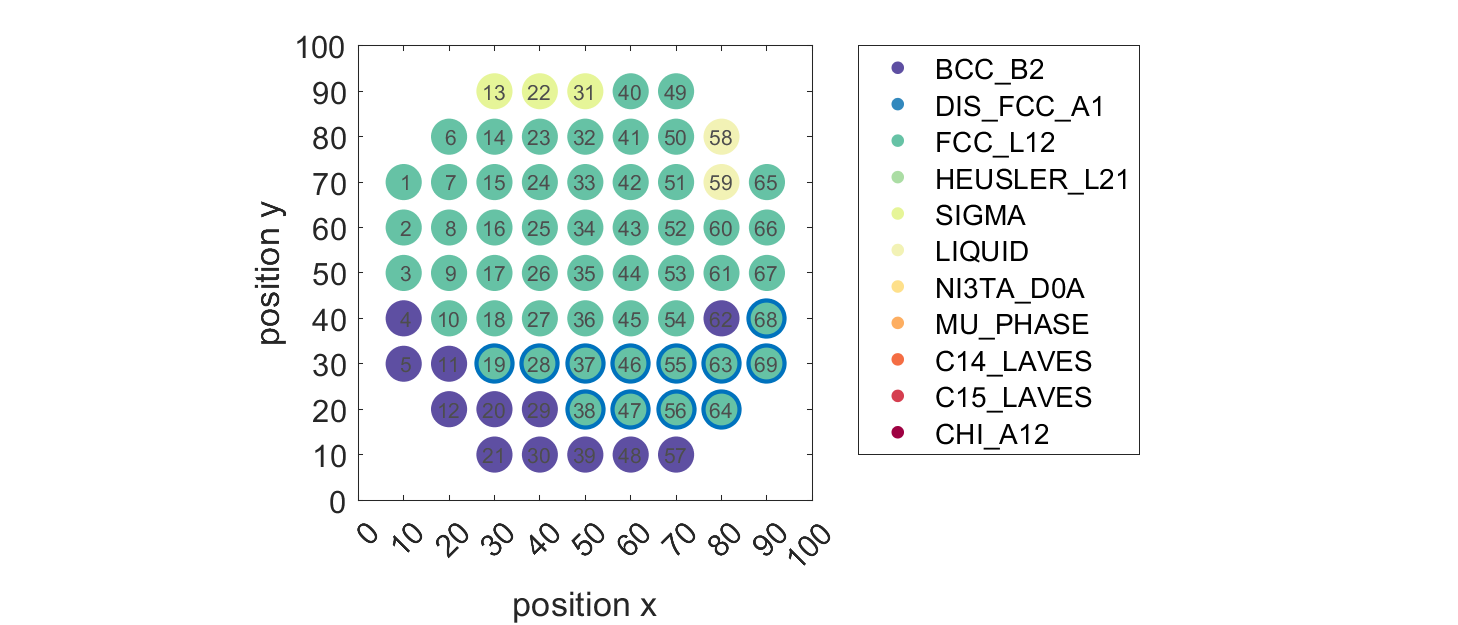 100
90
80
70
60
50
40
30
20
10
0
position y
13 22 31 40 49
6 14 23 32 41 50 58
1 7 15 24 33 42 51 59 65
2 8 16 25 34 43 52 60 66
3 9 17 26 35 44 53 61 67
4 10 18 27 36 45 54 62 68
5 11 19 28 37 46 55 63 69
12 20 29 38 47 56 64
21 30 39 48 57
0 10 20 30 40 50 60 70 80 90 100
position x
BCC_B2
DIS_FCC_A1
FCC_L12
HEUSLER_L21
SIGMA
LIQUID
NI3TA_D0A
MU_PHASE
C14_LAVES
C15_LAVES
CHI_A12